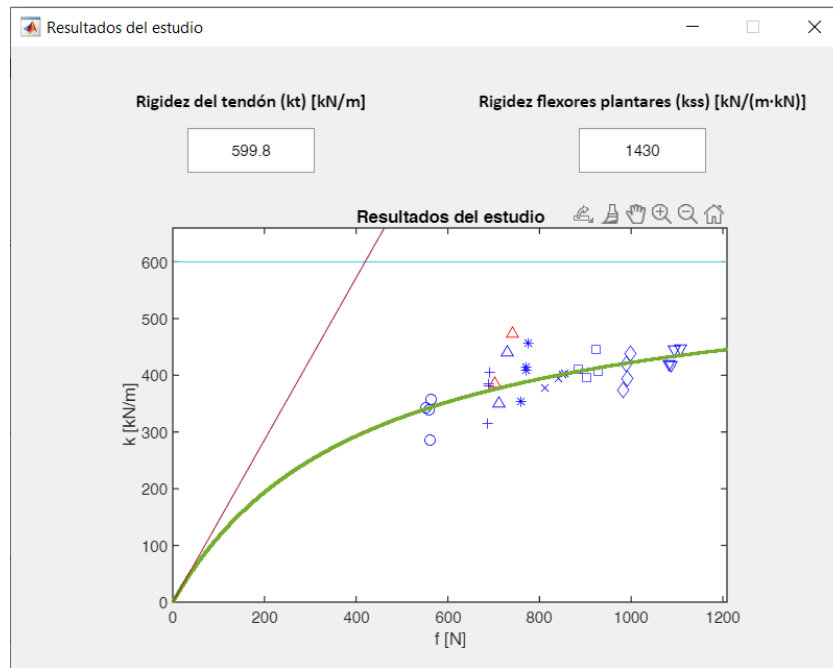 Resultados del estudio
Rigidez del tendón (kt) [kN/m]
Rigidez flexores plantares (kss) [kN/(m·kN)]
599.8
1430
Resultados del estudio
600
500
400
300
200
100
0
k [kN/m]
0 200 400 600 800 1000 1200
f [N]